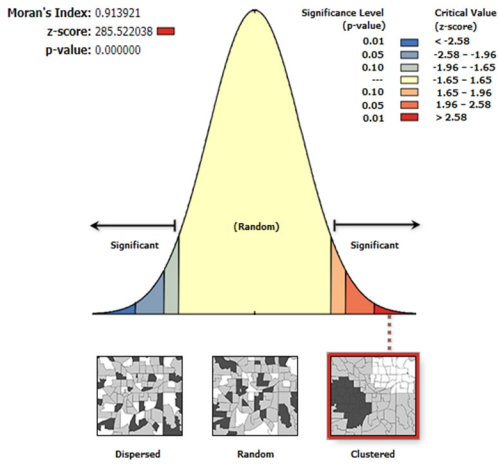 Moran's Index: 0.913921
z-score: 285.522038
p-value: 0.000000
Significance Level
(p-value)
Critical Value
(z-score)
0.01 < -2.58
0.05 -2.58 – -1.96
0.10 -1.96 – -1.65
--- -1.65 – 1.65
0.10 1.65 – 1.96
0.05 1.96 – 2.58
0.01 > 2.58
Significant
(Random)
Significant
Dispersed
Random
Clustered